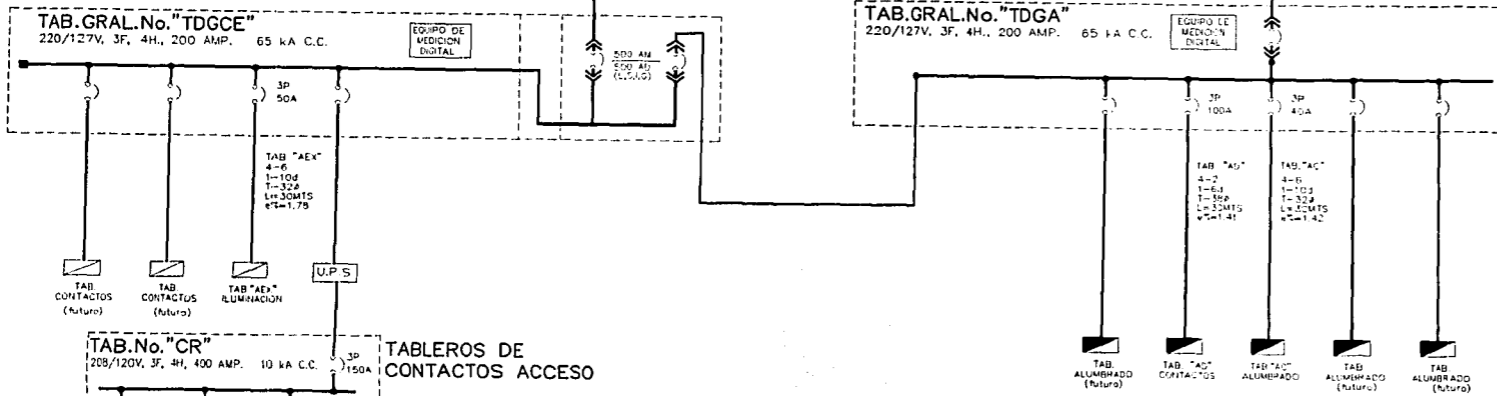 TAB.GRAL.No."TDGCE"
220/127V, 3F, 4H., 200 AMP. 65 kA C.C.
EQUIPO DE
MEDICION
DIGITAL
500 AM
500 AD
(L,S,I,G)
3P
50A
TAB "AEX"
4-6
1-10d
T-32ø
L=30MTS
e%=1.78
TAB.
CONTACTOS
(futuro)
TAB.
CONTACTOS
(futuro)
TAB "AEX"
ILUMINACION
U.P.S
TAB.No."CR"
208/120V, 3F, 4H, 400 AMP. 10 kA C.C.
3P
150A
TABLEROS DE
CONTACTOS ACCESO
TAB.GRAL.No."TDGA"
220/127V, 3F, 4H., 200 AMP. 65 kA C.C.
EQUIPO DE
MEDICION
DIGITAL
3P
100A
3P
40A
TAB. "AD"
4-2
1-6d
T-38ø
L=30MTS
e%=1.41
TAB."AC"
4-6
1-10d
T-32ø
L=30MTS
e%=1.42
TAB.
ALUMBRADO
(futuro)
TAB. "AD"
CONTACTOS
TAB "AC"
ALUMBRADO
TAB
ALUMBRADO
(futuro)
TAB
ALUMBRADO
(futuro)